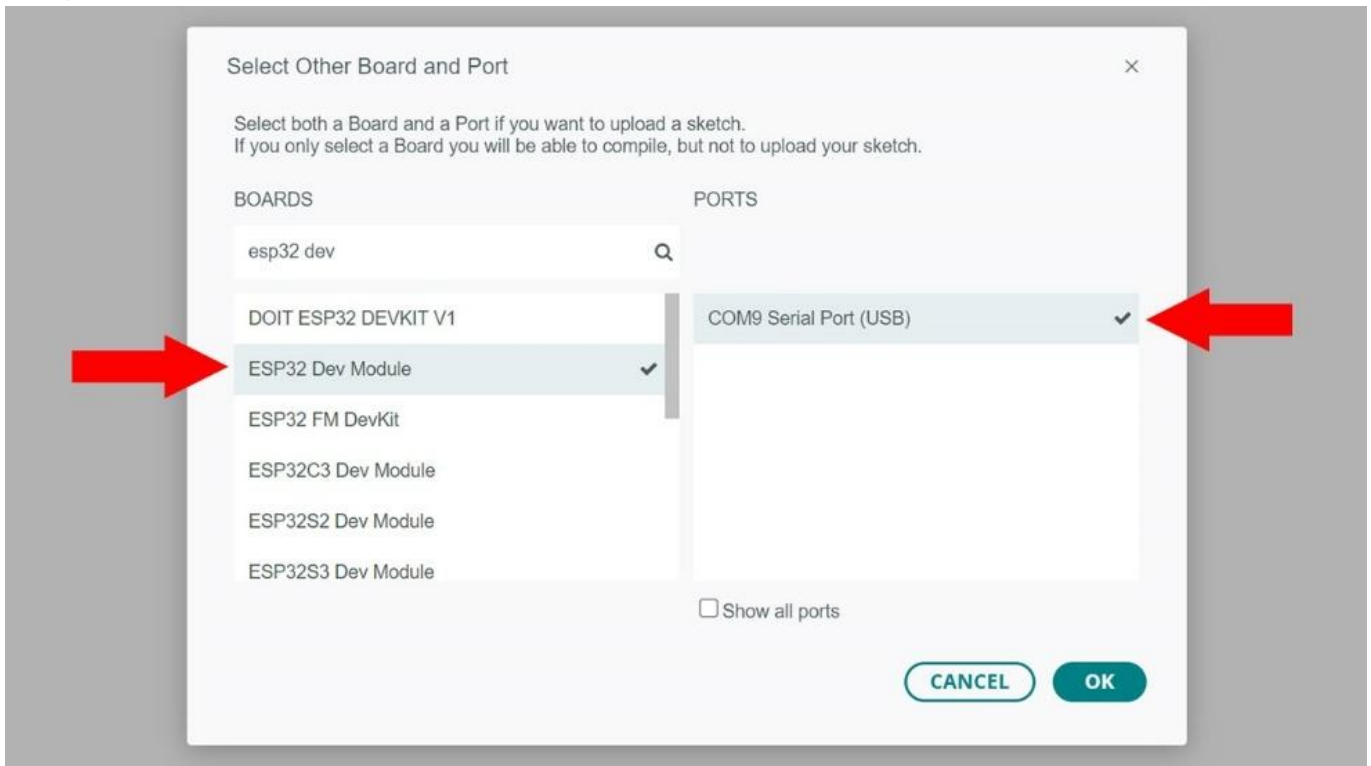 Select Other Board and Port
Select both a Board and a Port if you want to upload a sketch.
If you only select a Board you will be able to compile, but not to upload your sketch.
BOARDS
PORTS
esp32 dev
DOIT ESP32 DEVKIT V1
COM9 Serial Port (USB)
ESP32 Dev Module
ESP32 FM DevKit
ESP32C3 Dev Module
ESP32S2 Dev Module
ESP32S3 Dev Module
Show all ports
CANCEL
OK